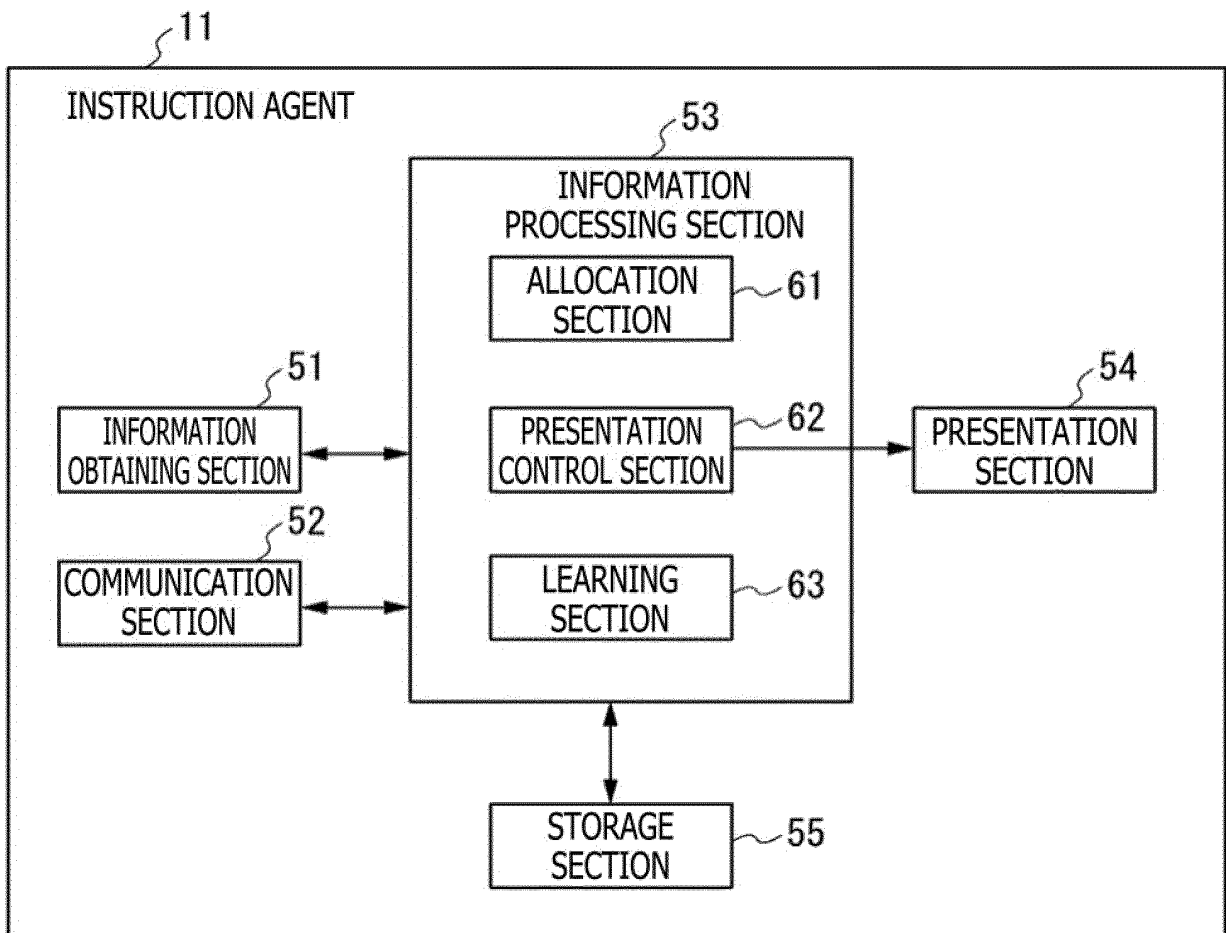 11
INSTRUCTION AGENT
53
INFORMATION
PROCESSING SECTION
ALLOCATION
SECTION
61
51
INFORMATION
OBTAINING SECTION
PRESENTATION
CONTROL SECTION
62
54
PRESENTATION
SECTION
52
COMMUNICATION
SECTION
LEARNING
SECTION
63
STORAGE
SECTION
55